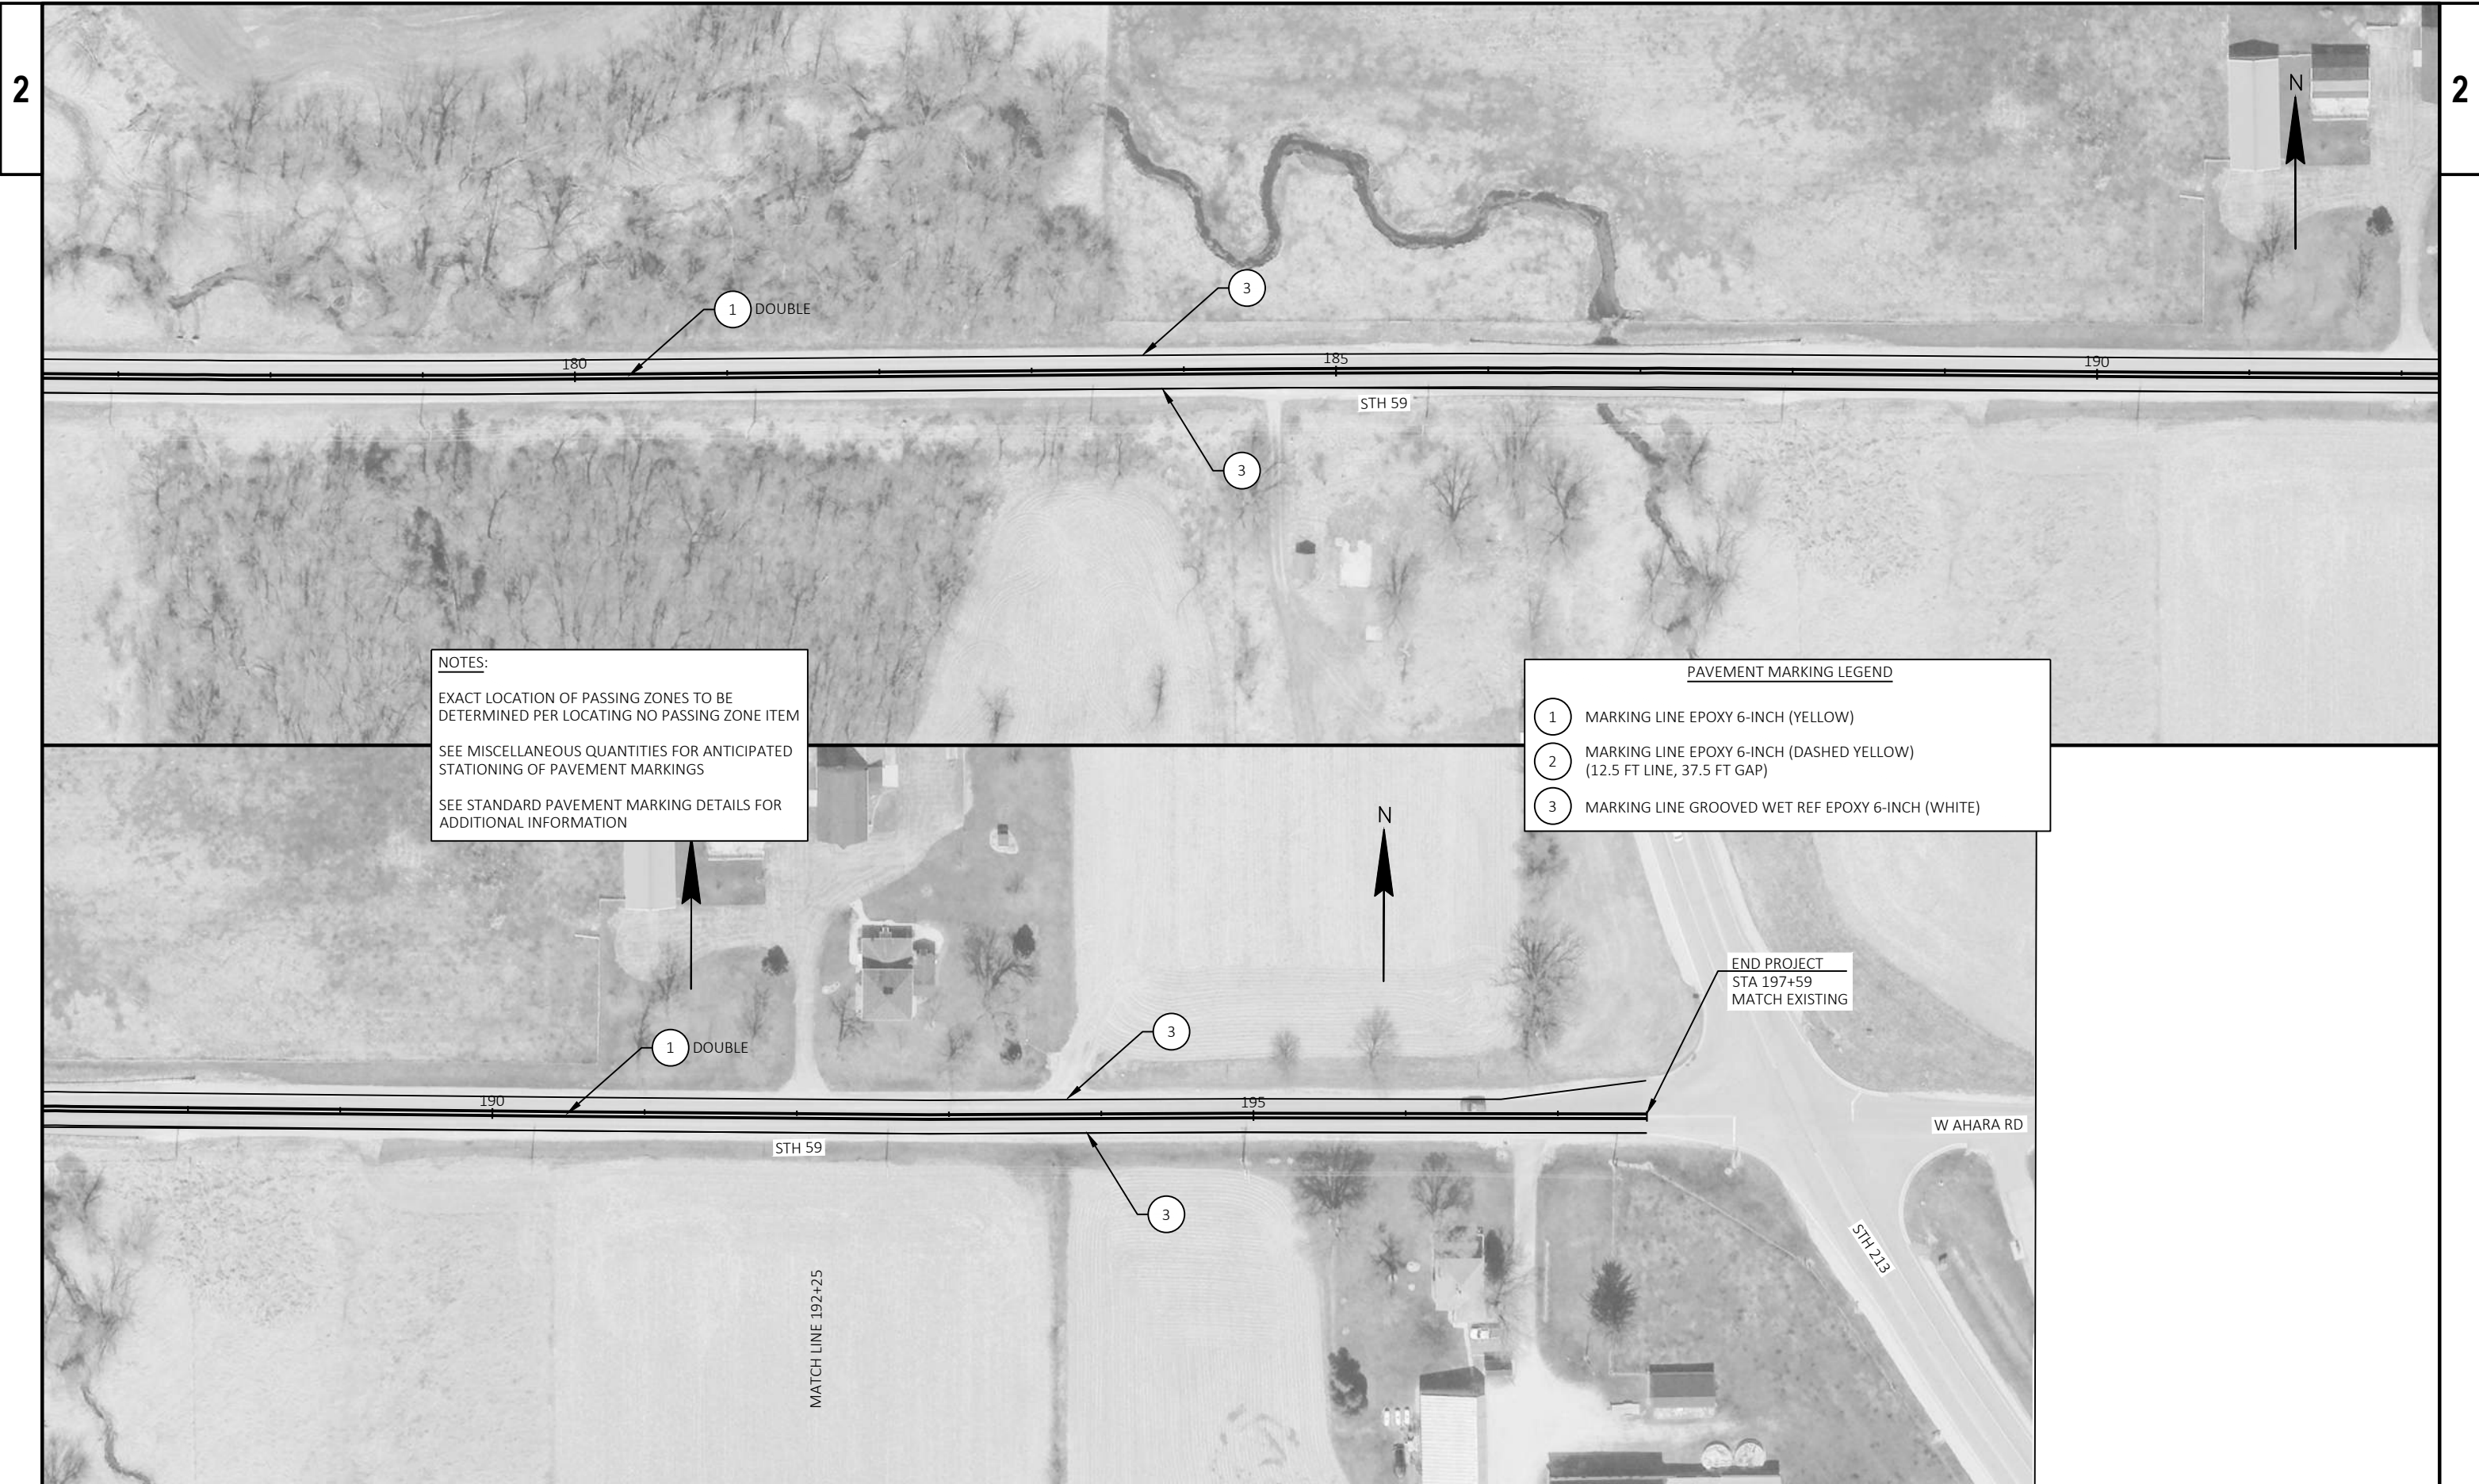 2
2
N
3
1 DOUBLE
180
185
190
STH 59
3
NOTES:
EXACT LOCATION OF PASSING ZONES TO BE
DETERMINED PER LOCATING NO PASSING ZONE ITEM
SEE MISCELLANEOUS QUANTITIES FOR ANTICIPATED
STATIONING OF PAVEMENT MARKINGS
SEE STANDARD PAVEMENT MARKING DETAILS FOR
ADDITIONAL INFORMATION
PAVEMENT MARKING LEGEND
1 MARKING LINE EPOXY 6-INCH (YELLOW)
2 MARKING LINE EPOXY 6-INCH (DASHED YELLOW)
(12.5 FT LINE, 37.5 FT GAP)
3 MARKING LINE GROOVED WET REF EPOXY 6-INCH (WHITE)
N
END PROJECT
STA 197+59
MATCH EXISTING
3
1 DOUBLE
190
195
W AHARA RD
STH 59
3
STH 213
MATCH LINE 192+25